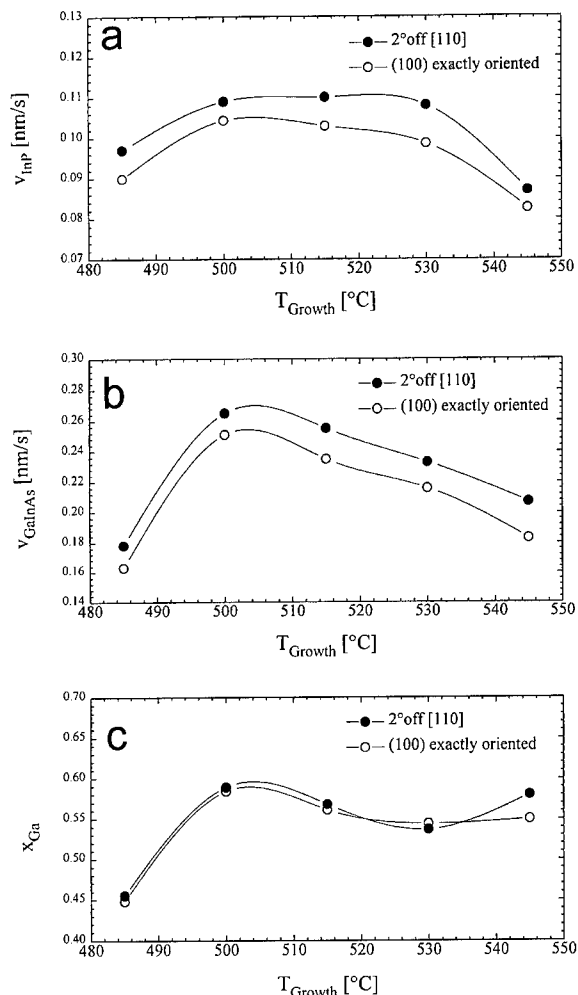 a
0.13
0.12
0.11
0.10
0.09
0.08
0.07
v_InP [nm/s]
2°off [110]
(100) exactly oriented
480 490 500 510 520 530 540 550
T_Growth [°C]
b
0.30
0.28
0.26
0.24
0.22
0.20
0.18
0.16
0.14
v_GaInAs [nm/s]
2°off [110]
(100) exactly oriented
480 490 500 510 520 530 540 550
T_Growth [°C]
c
0.70
0.65
0.60
0.55
0.50
0.45
0.40
x_Ga
2°off [110]
(100) exactly oriented
480 490 500 510 520 530 540 550
T_Growth [°C]